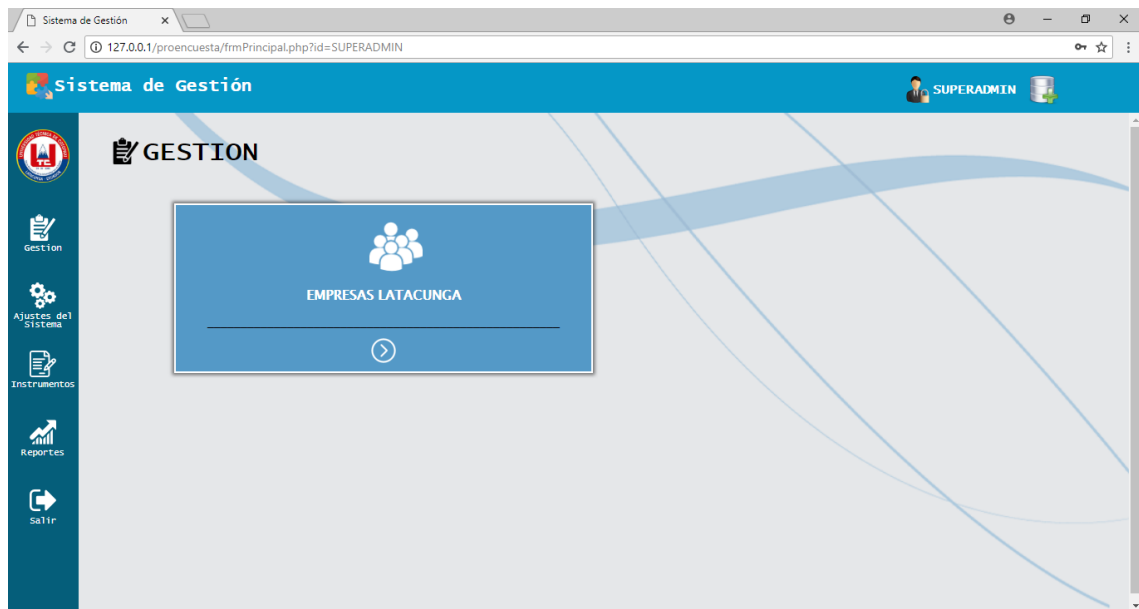 Sistema de Gestión
127.0.0.1/proencuesta/frmPrincipal.php?id=SUPERADMIN
Sistema de Gestión
SUPERADMIN
GESTION
EMPRESAS LATACUNGA
Gestion
Ajustes del
Sistema
Instrumentos
Reportes
Salir